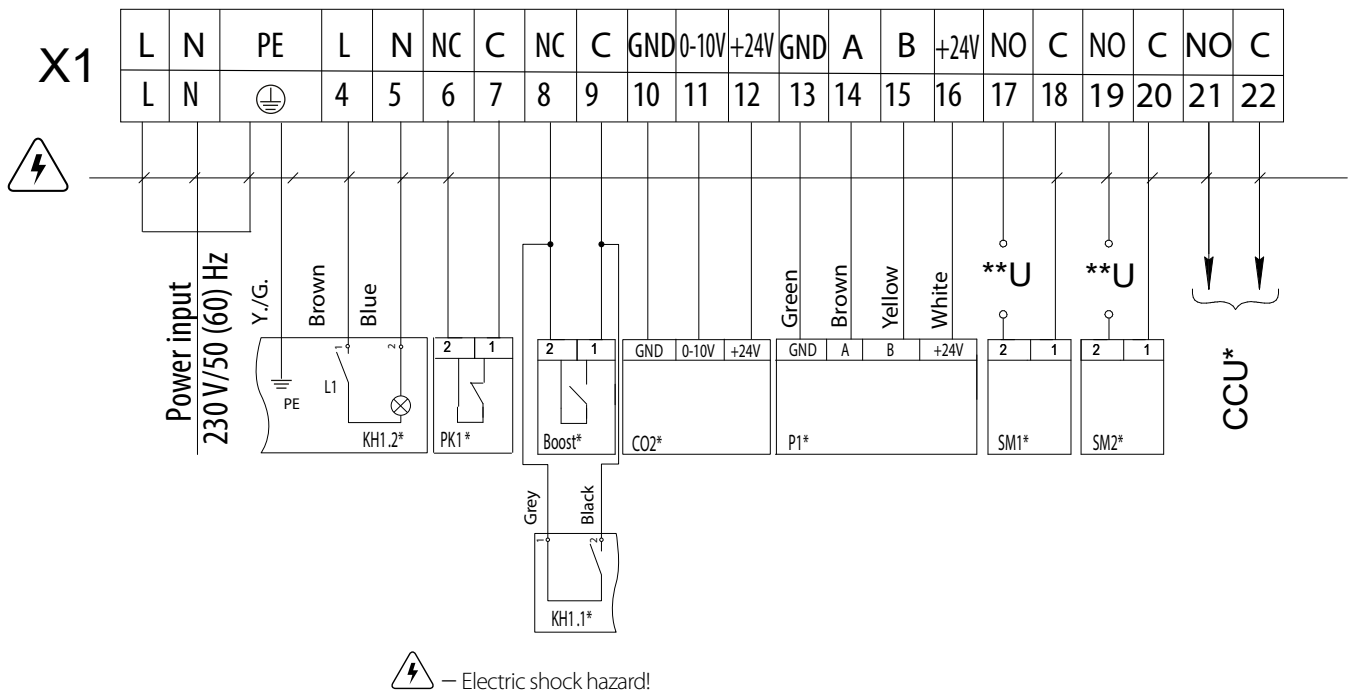 X1
L N PE L N NC C NC C GND 0-10V +24V GND A B +24V NO C NO C NO C
L N 4 5 6 7 8 9 10 11 12 13 14 15 16 17 18 19 20 21 22
Power input
230 V/50 (60) Hz
Y./G.
Brown
Blue
Green
Brown
Yellow
White
**U
**U
1 2
L1
PE
KH1.2*
2 1
PK1*
2 1
Boost*
GND 0-10V +24V
CO2*
GND A B +24V
P1*
2 1
SM1*
2 1
SM2*
CCU*
Grey
Black
1 2
KH1.1*
– Electric shock hazard!